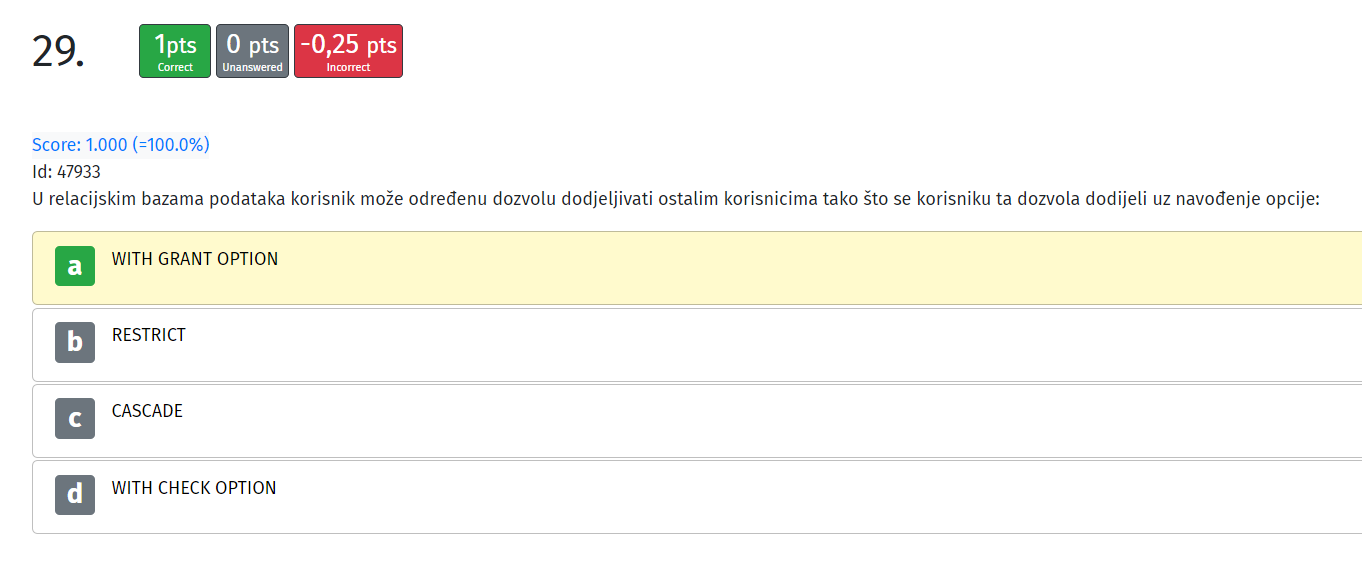 29.
1pts
Correct
0 pts
Unanswered
-0,25 pts
Incorrect
Score: 1.000 (=100.0%)
Id: 47933
U relacijskim bazama podataka korisnik može određenu dozvolu dodjeljivati ostalim korisnicima tako što se korisniku ta dozvola dodijeli uz navođenje opcije:
a WITH GRANT OPTION
b RESTRICT
c CASCADE
d WITH CHECK OPTION